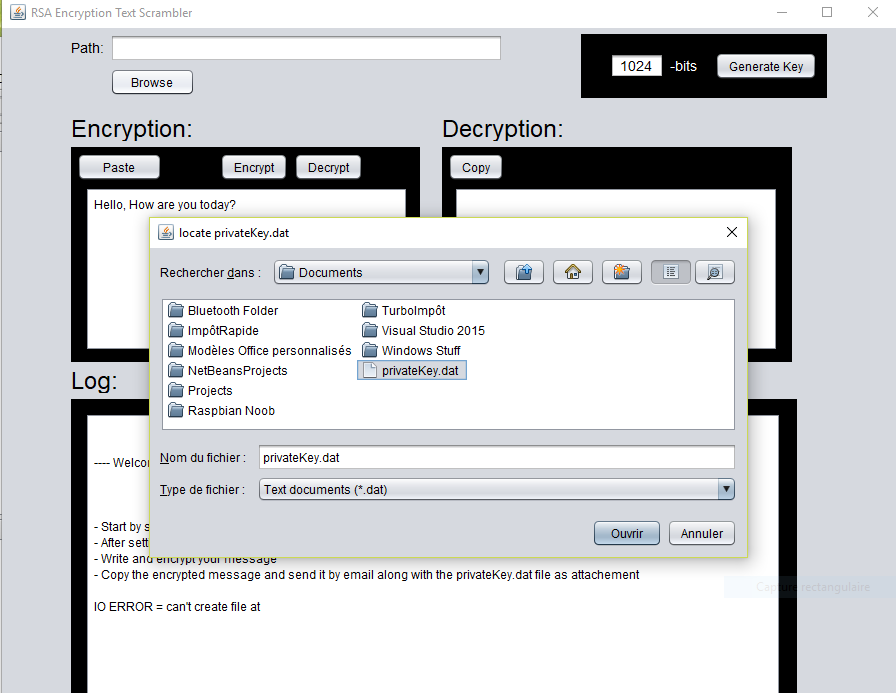 RSA Encryption Text Scrambler
Path:
Browse
1024 -bits Generate Key
Encryption:
Decryption:
Paste Encrypt Decrypt
Copy
Hello, How are you today?
locate privateKey.dat
Rechercher dans :
Documents
Bluetooth Folder
ImpôtRapide
Modèles Office personnalisés
NetBeansProjects
Projects
Raspbian Noob
TurboImpôt
Visual Studio 2015
Windows Stuff
privateKey.dat
Nom du fichier :
privateKey.dat
Type de fichier :
Text documents (*.dat)
Ouvrir Annuler
Log:
---- Welco
- Start by s
- After sett
- Write and encrypt your message
- Copy the encrypted message and send it by email along with the privateKey.dat file as attachement
IO ERROR = can't create file at
Capture rectangulaire